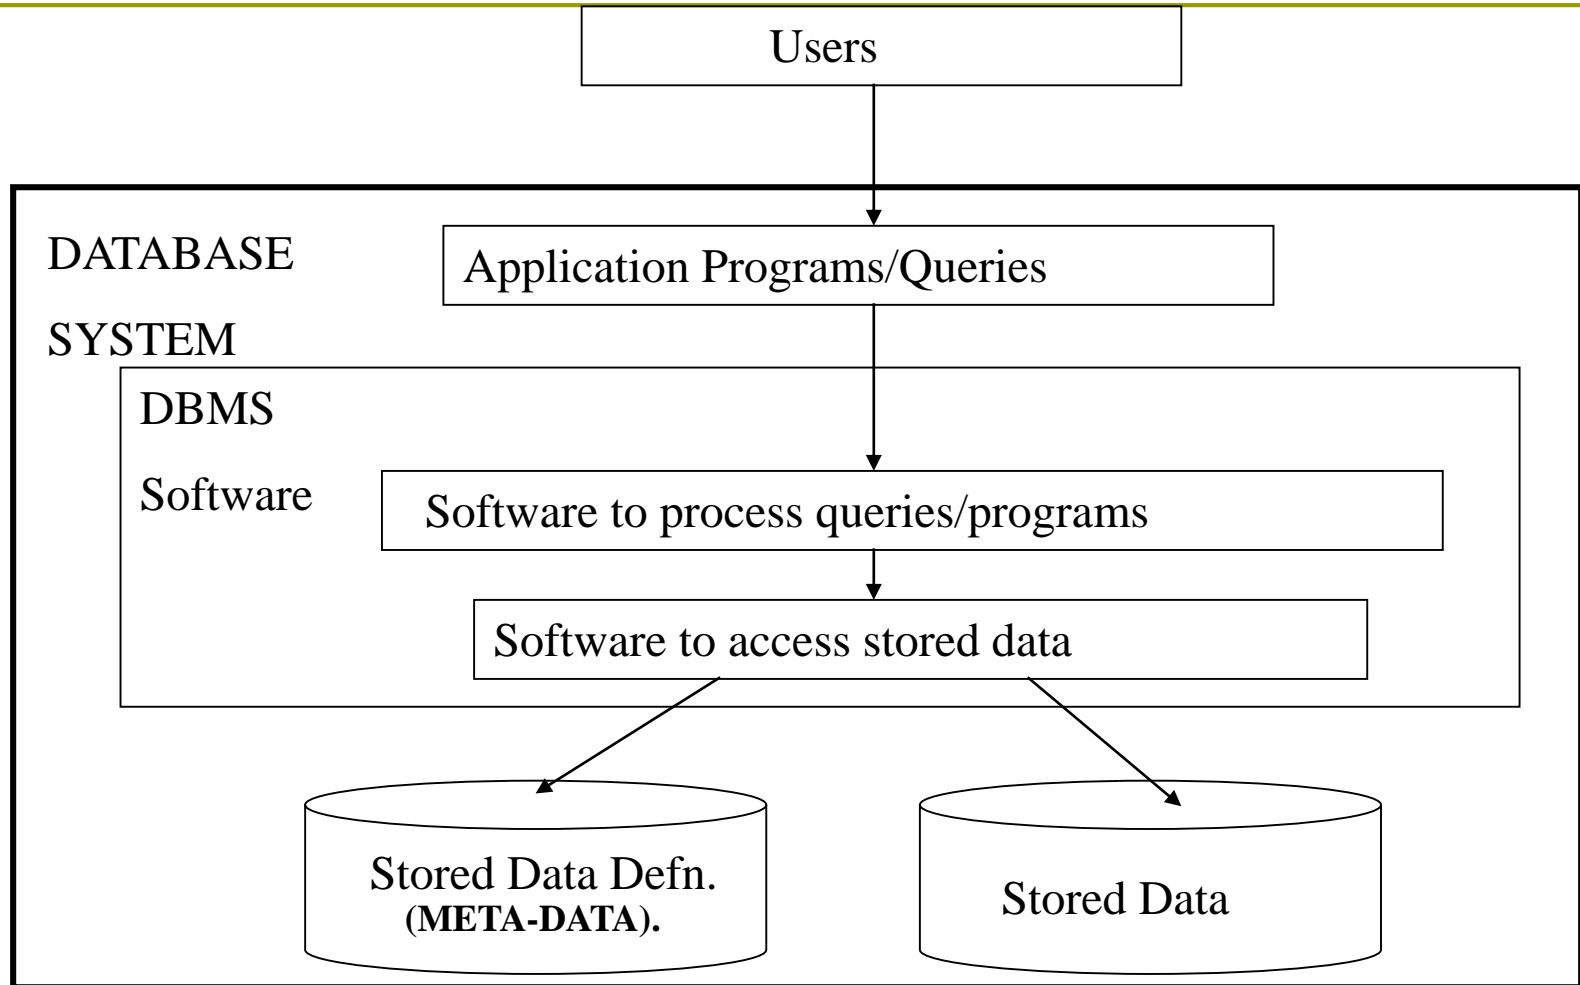 Users
DATABASE
SYSTEM
Application Programs/Queries
DBMS
Software
Software to process queries/programs
Software to access stored data
Stored Data Defn.
(META-DATA).
Stored Data